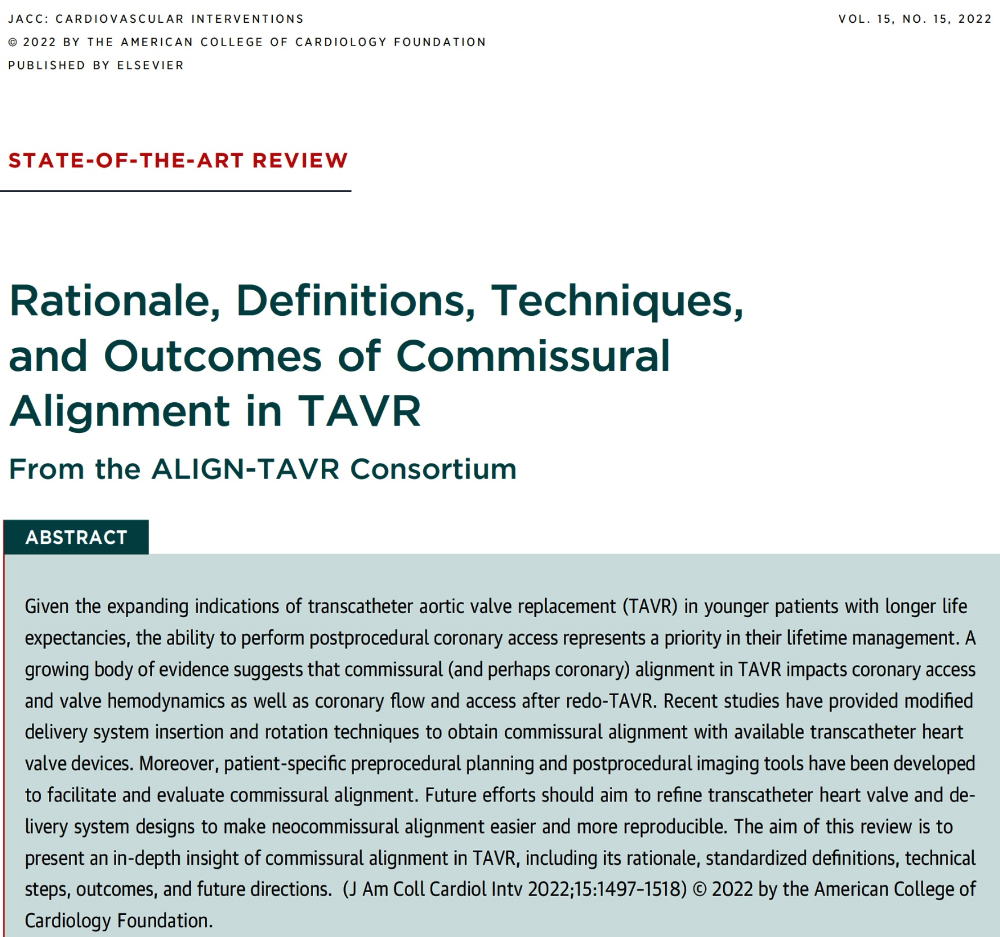 JACC: CARDIOVASCULAR INTERVENTIONS
VOL. 15, NO. 15, 2022
© 2022 BY THE AMERICAN COLLEGE OF CARDIOLOGY FOUNDATION
PUBLISHED BY ELSEVIER
STATE-OF-THE-ART REVIEW
Rationale, Definitions, Techniques,
and Outcomes of Commissural
Alignment in TAVR
From the ALIGN-TAVR Consortium
ABSTRACT
Given the expanding indications of transcatheter aortic valve replacement (TAVR) in younger patients with longer life
expectancies, the ability to perform postprocedural coronary access represents a priority in their lifetime management. A
growing body of evidence suggests that commissural (and perhaps coronary) alignment in TAVR impacts coronary access
and valve hemodynamics as well as coronary flow and access after redo-TAVR. Recent studies have provided modified
delivery system insertion and rotation techniques to obtain commissural alignment with available transcatheter heart
valve devices. Moreover, patient-specific preprocedural planning and postprocedural imaging tools have been developed
to facilitate and evaluate commissural alignment. Future efforts should aim to refine transcatheter heart valve and de-
livery system designs to make neocommissural alignment easier and more reproducible. The aim of this review is to
present an in-depth insight of commissural alignment in TAVR, including its rationale, standardized definitions, technical
steps, outcomes, and future directions. (J Am Coll Cardiol Intv 2022;15:1497–1518) © 2022 by the American College of
Cardiology Foundation.